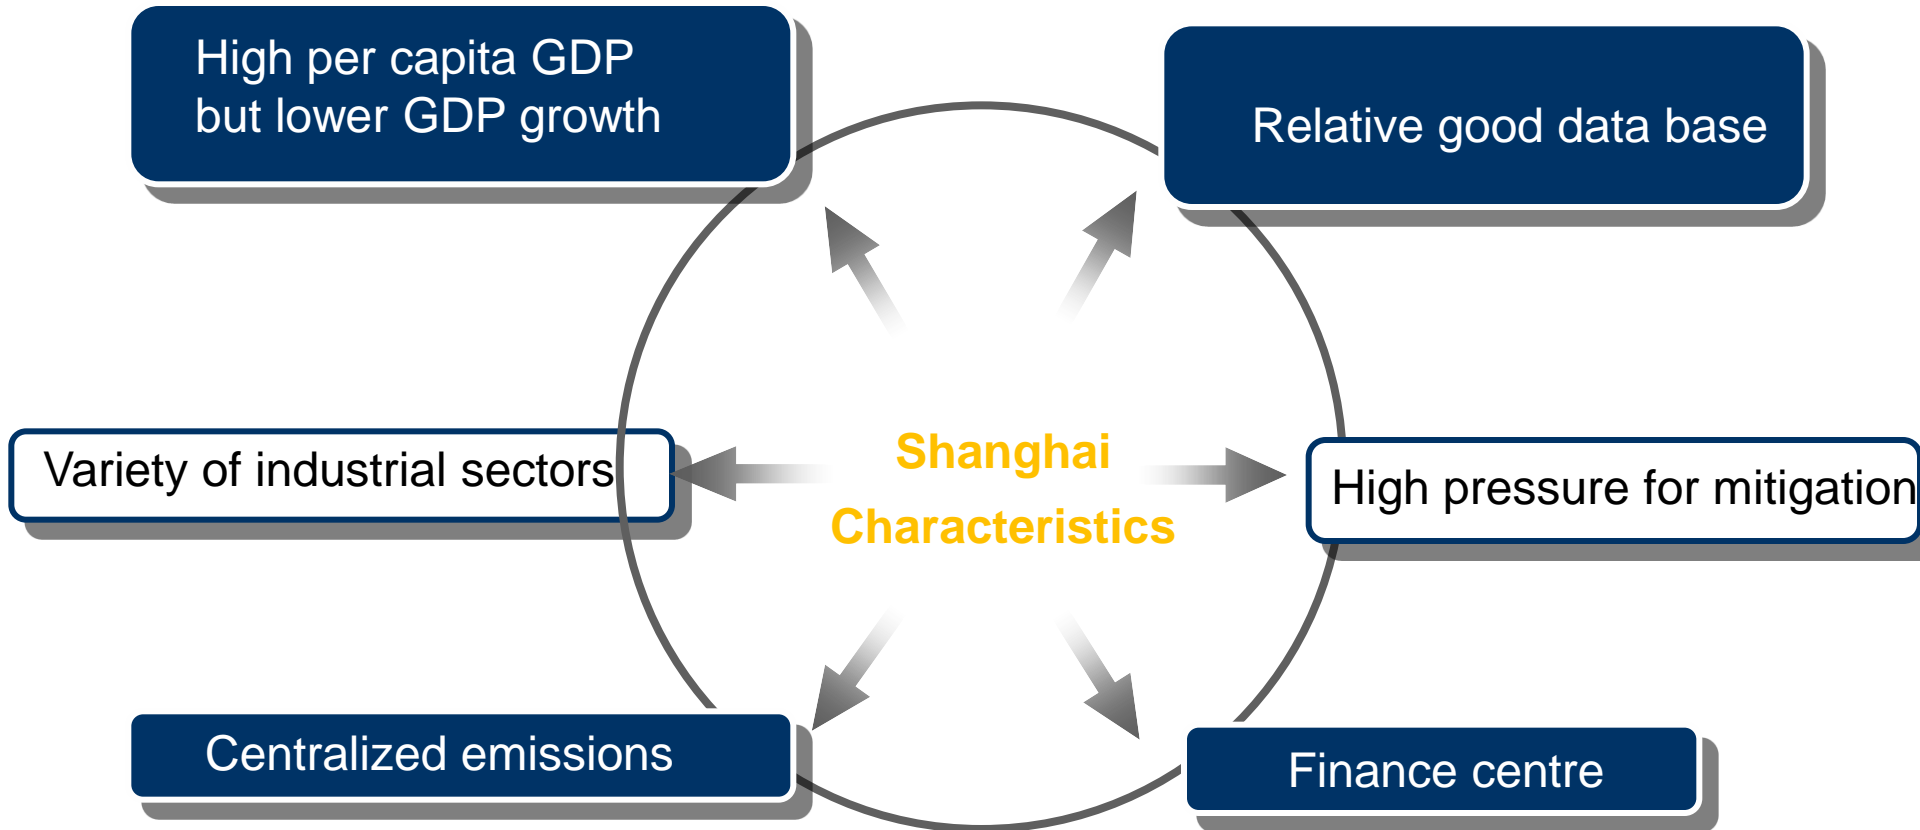 High per capita GDP
but lower GDP growth
Relative good data base
Variety of industrial sectors
Shanghai
Characteristics
High pressure for mitigation
Centralized emissions
Finance centre